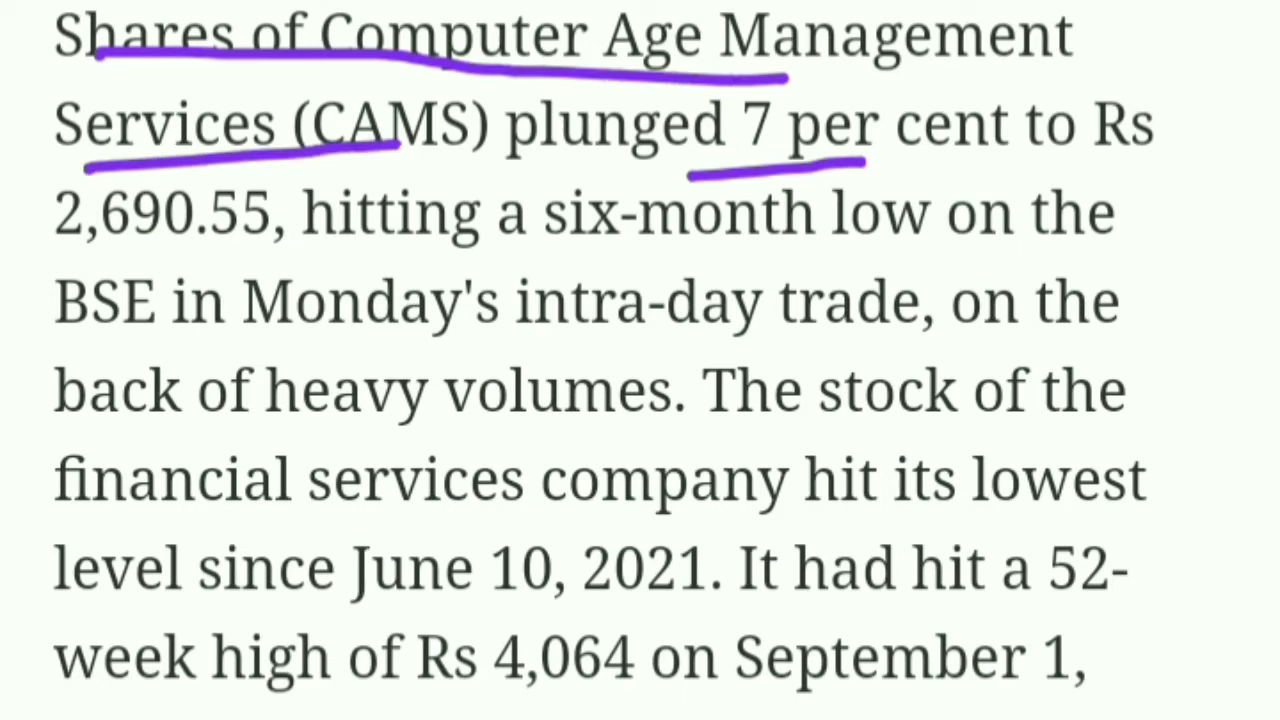 Shares of Computer Age Management
Services (CAMS) plunged 7 per cent to Rs
2,690.55, hitting a six-month low on the
BSE in Monday's intra-day trade, on the
back of heavy volumes. The stock of the
financial services company hit its lowest
level since June 10, 2021. It had hit a 52-
week high of Rs 4,064 on September 1,